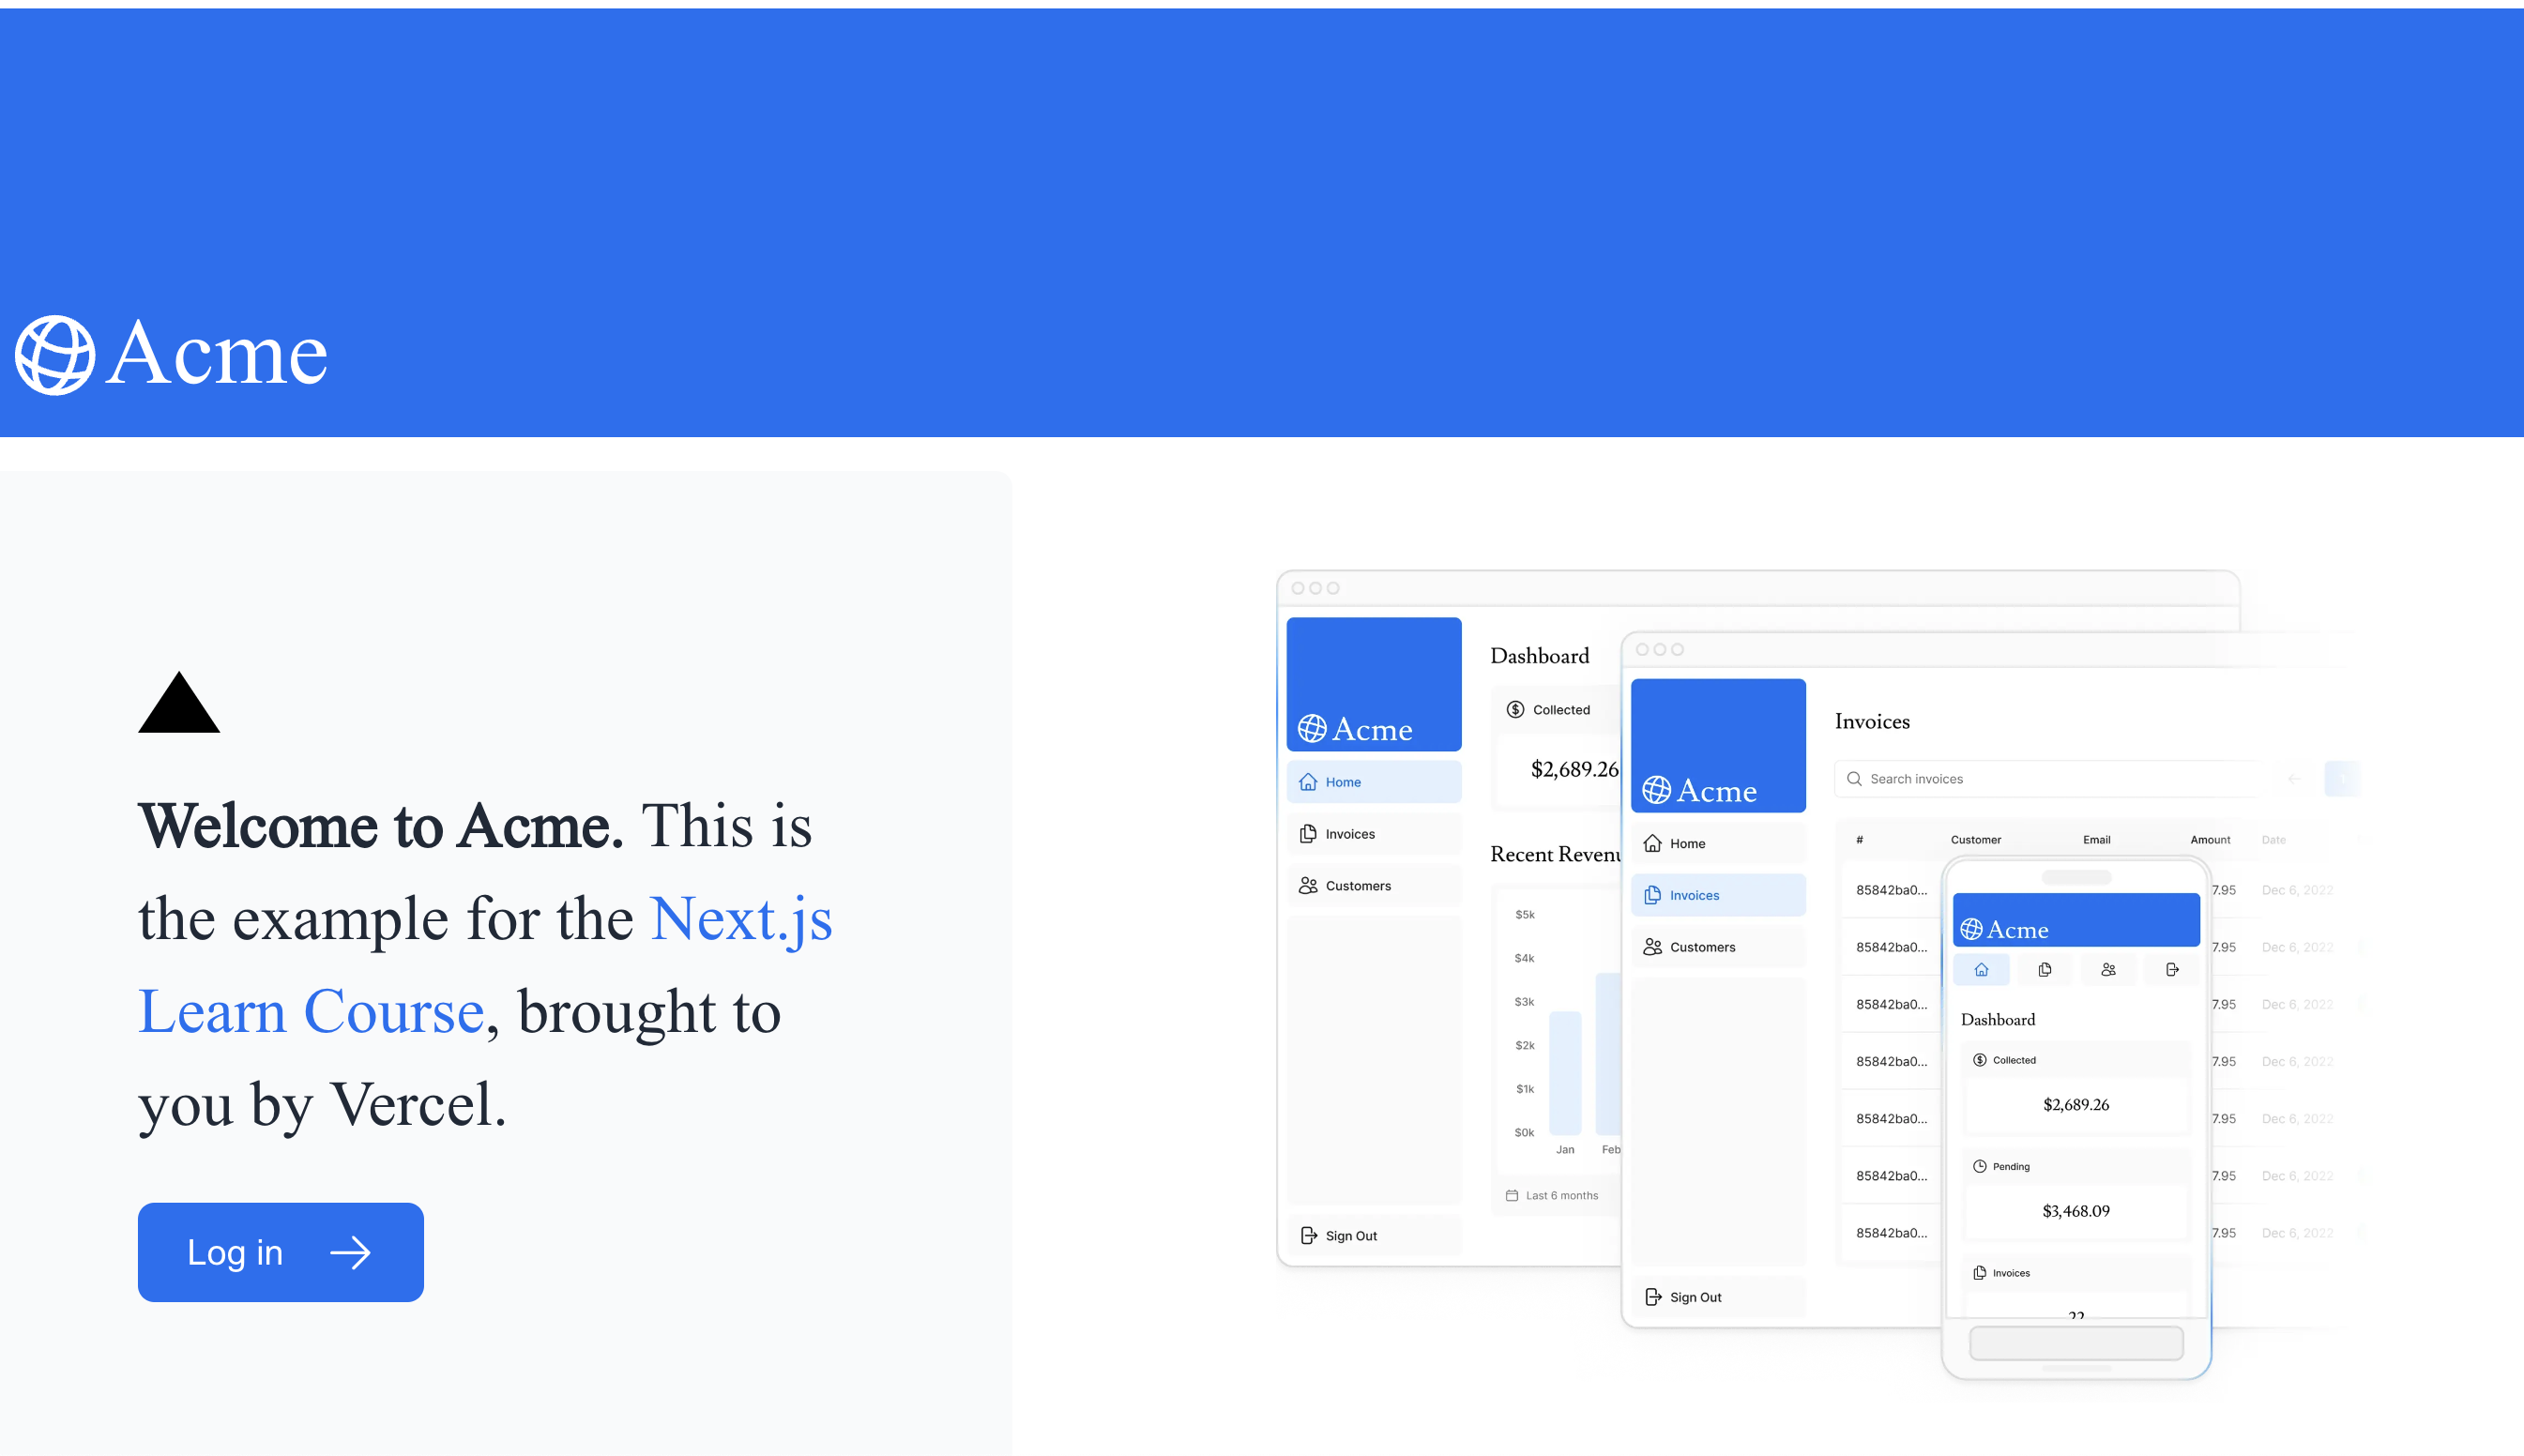 Acme
Welcome to Acme. This is
the example for the Next.js
Learn Course, brought to
you by Vercel.
Log in
Acme
Home
Invoices
Customers
Sign Out
Dashboard
Collected
$2,689.26
Recent Revenu
$5k
$4k
$3k
$2k
$1k
$0k
Jan Feb
Last 6 months
Acme
Home
Invoices
Customers
Sign Out
Invoices
Search invoices
# Customer Email Amount Date
85842ba0... 7.95 Dec 6, 2022
85842ba0... 7.95 Dec 6, 2022
85842ba0... 7.95 Dec 6, 2022
85842ba0... 7.95 Dec 6, 2022
85842ba0... 7.95 Dec 6, 2022
85842ba0... 7.95 Dec 6, 2022
85842ba0... 7.95 Dec 6, 2022
Acme
Dashboard
Collected
$2,689.26
Pending
$3,468.09
Invoices
22